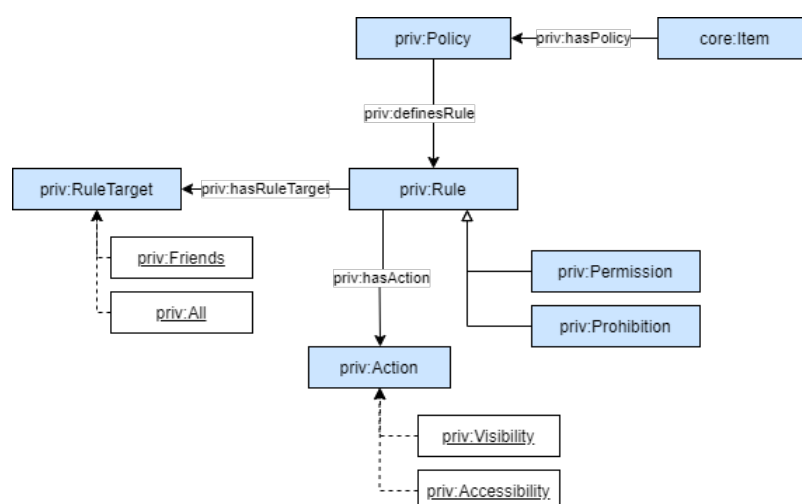 priv:Policy
priv:hasPolicy
core:Item
priv:definesRule
priv:RuleTarget
priv:hasRuleTarget
priv:Rule
priv:Friends
priv:hasAction
priv:Permission
priv:All
priv:Prohibition
priv:Action
priv:Visibility
priv:Accessibility